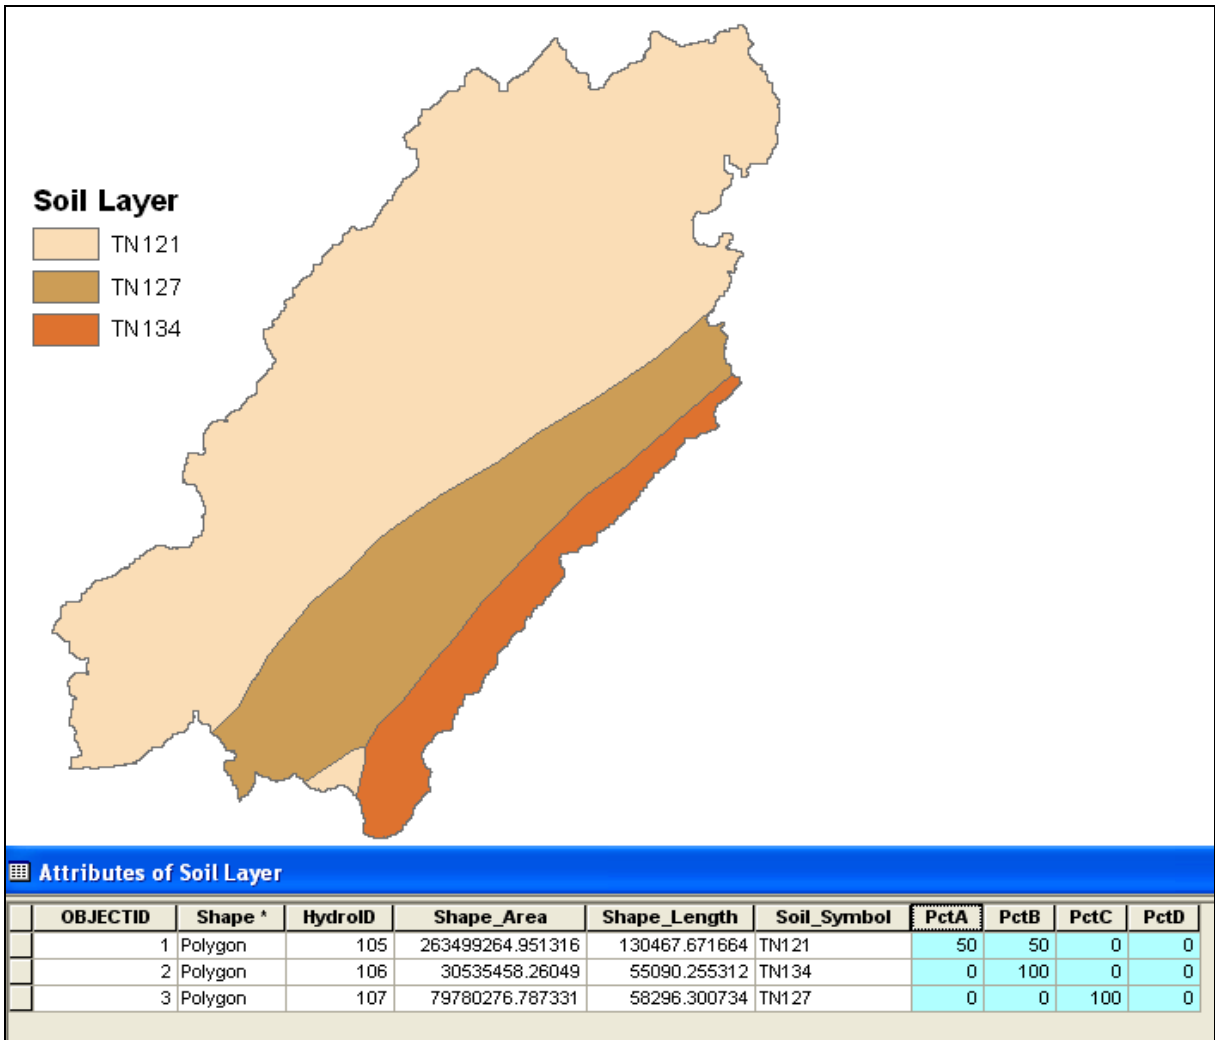 Soil Layer
TN121
TN127
TN134
Attributes of Soil Layer
OBJECTID Shape * HydroID Shape_Area Shape_Length Soil_Symbol PctA PctB PctC PctD
1 Polygon 105 263499264.951316 130467.671664 TN121 50 50 0 0
2 Polygon 106 30535458.26049 55090.255312 TN134 0 100 0 0
3 Polygon 107 79780276.787331 58296.300734 TN127 0 0 100 0